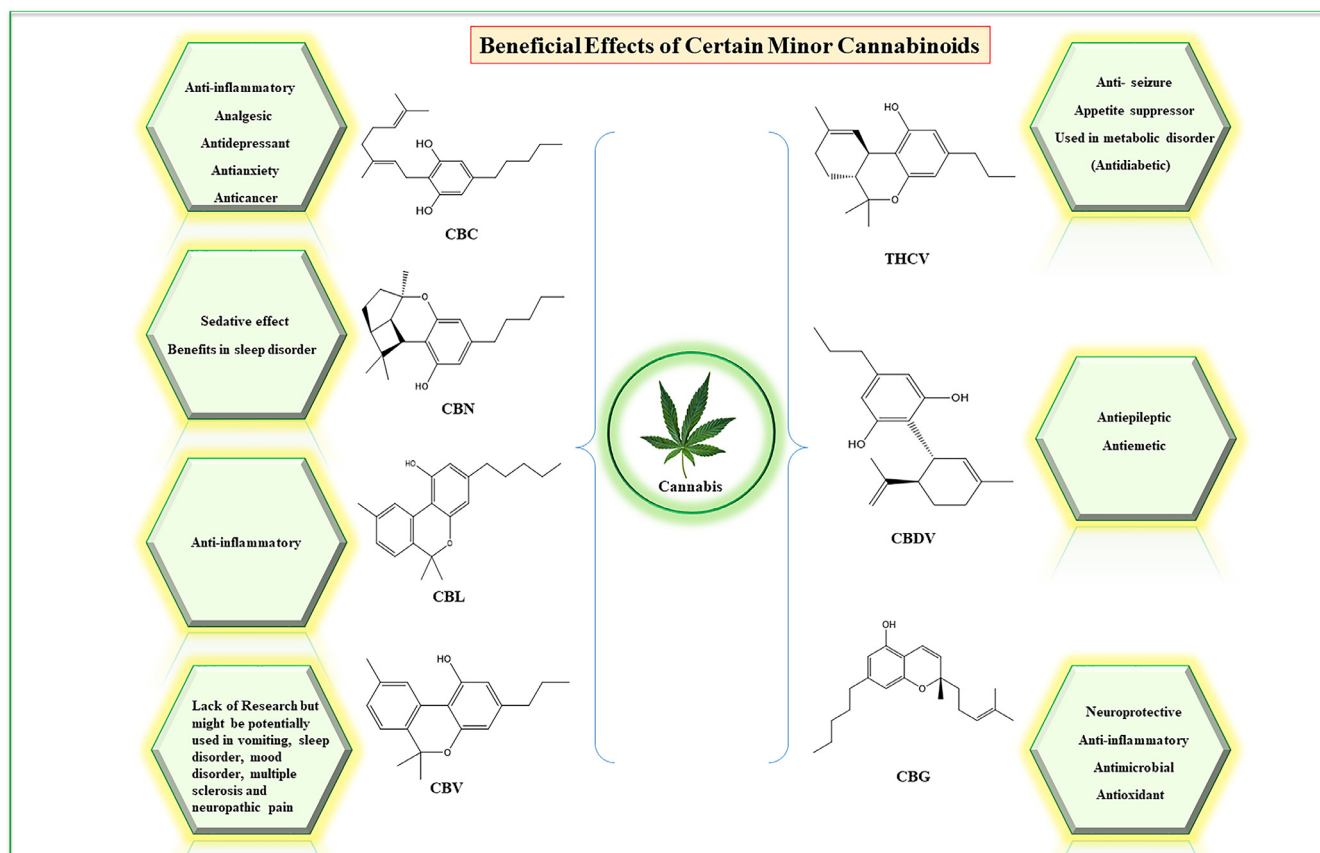 Beneficial Effects of Certain Minor Cannabinoids
Anti-inflammatory
Analgesic
Antidepressant
Antianxiety
Anticancer
OH
HO
CBC
Sedative effect
Benefits in sleep disorder
O
HO
CBN
Anti-inflammatory
HO
O
CBL
Lack of Research but
might be potentially
used in vomiting, sleep
disorder, mood
disorder, multiple
sclerosis and
neuropathic pain
HO
O
CBV
Cannabis
HO
O
THCV
Anti- seizure
Appetite suppressor
Used in metabolic disorder
(Antidiabetic)
OH
HO
CBDV
Antiepileptic
Antiemetic
OH
O
CBG
Neuroprotective
Anti-inflammatory
Antimicrobial
Antioxidant